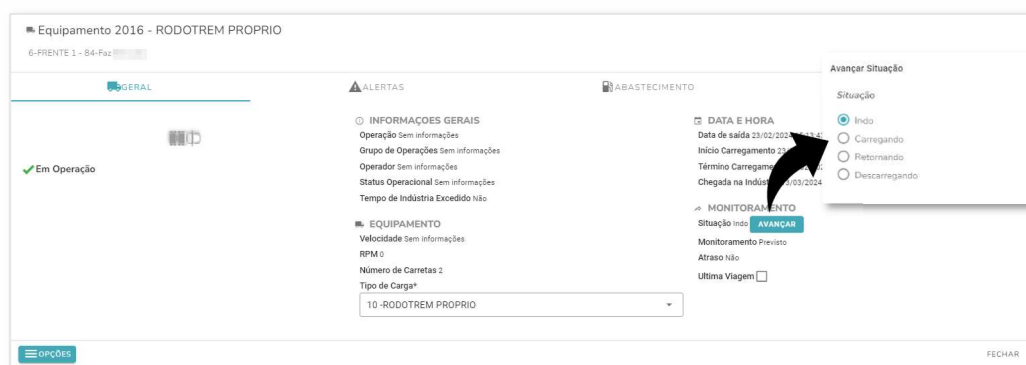 Equipamento 2016 - RODOTREM PROPRIO
6-FRENTE 1 - 84-Faz
GERAL
ALERTAS
ABASTECIMENTO
Em Operação
INFORMAÇOES GERAIS
Operação Sem informações
Grupo de Operações Sem informações
Operador Sem informações
Status Operacional Sem informações
Tempo de Indústria Excedido Não
EQUIPAMENTO
Velocidade Sem informações
RPM 0
Número de Carretas 2
Tipo de Carga*
10 -RODOTREM PROPRIO
DATA E HORA
Data de saída 23/02/2024
Início Carregamento
Término
Chegada na /03/2024
MONITORAMENTO
Situação Indo AVANÇAR
Monitoramento Previsto
Atraso Não
Ultima Viagem
Avançar Situação
Situação
Indo
Carregando
Retornando
Descarregando
OPÇÕES
FECHAR